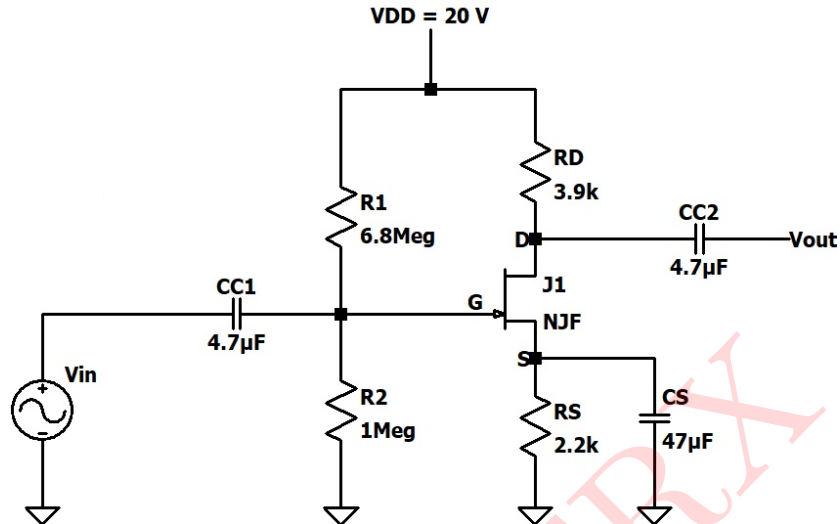 VDD = 20 V
RD
3.9k
R1
6.8Meg
CC2
D
Vout
4.7µF
J1
CC1
G
NJF
4.7µF
S
Vin
R2
1Meg
RS
2.2k
CS
47µF
RX